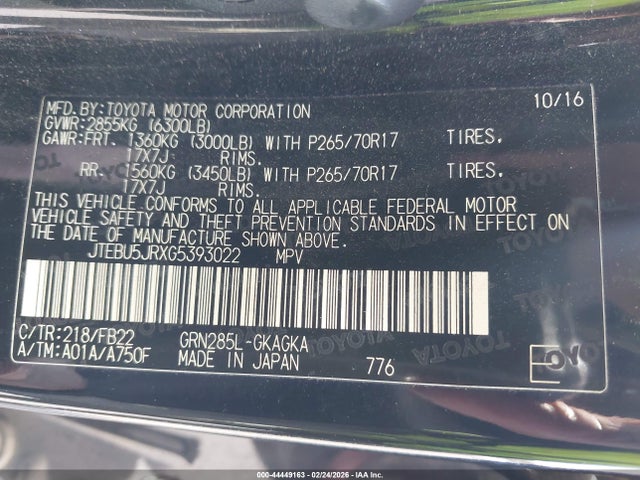 MFD.BY:TOYOTA MOTOR CORPORATION 10/16
GVWR:2855KG (6300LB)
GAWR:FRT. 1360KG (3000LB) WITH P265/70R17 TIRES,
17X7J RIMS.
RR. 1560KG (3450LB) WITH P265/70R17 TIRES,
17X7J RIMS.
THIS VEHICLE CONFORMS TO ALL APPLICABLE FEDERAL MOTOR
VEHICLE SAFETY AND THEFT PREVENTION STANDARDS IN EFFECT ON
THE DATE OF MANUFACTURE SHOWN ABOVE.
JTEBU5JRXG5393022 MPV
C/TR:218/FB22 GRN285L-GKAGKA
A/TM:A01A/A750F MADE IN JAPAN 776
TOY
000-44449163 - 02/24/2026 - IAA Inc.